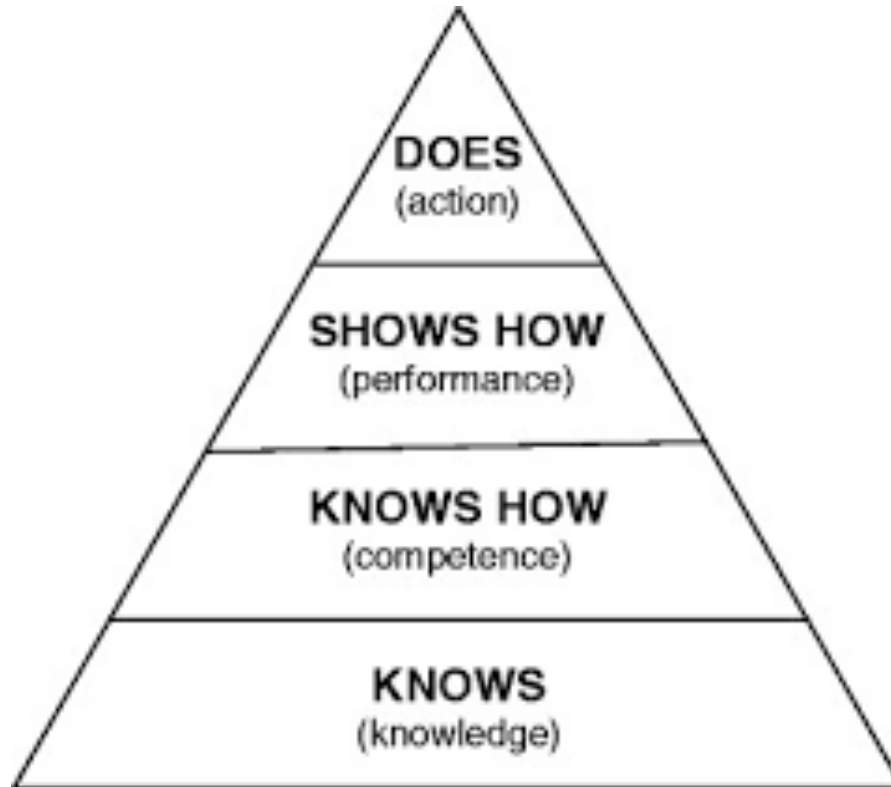 DOES
(action)
SHOWS HOW
(performance)
KNOWS HOW
(competence)
KNOWS
(knowledge)